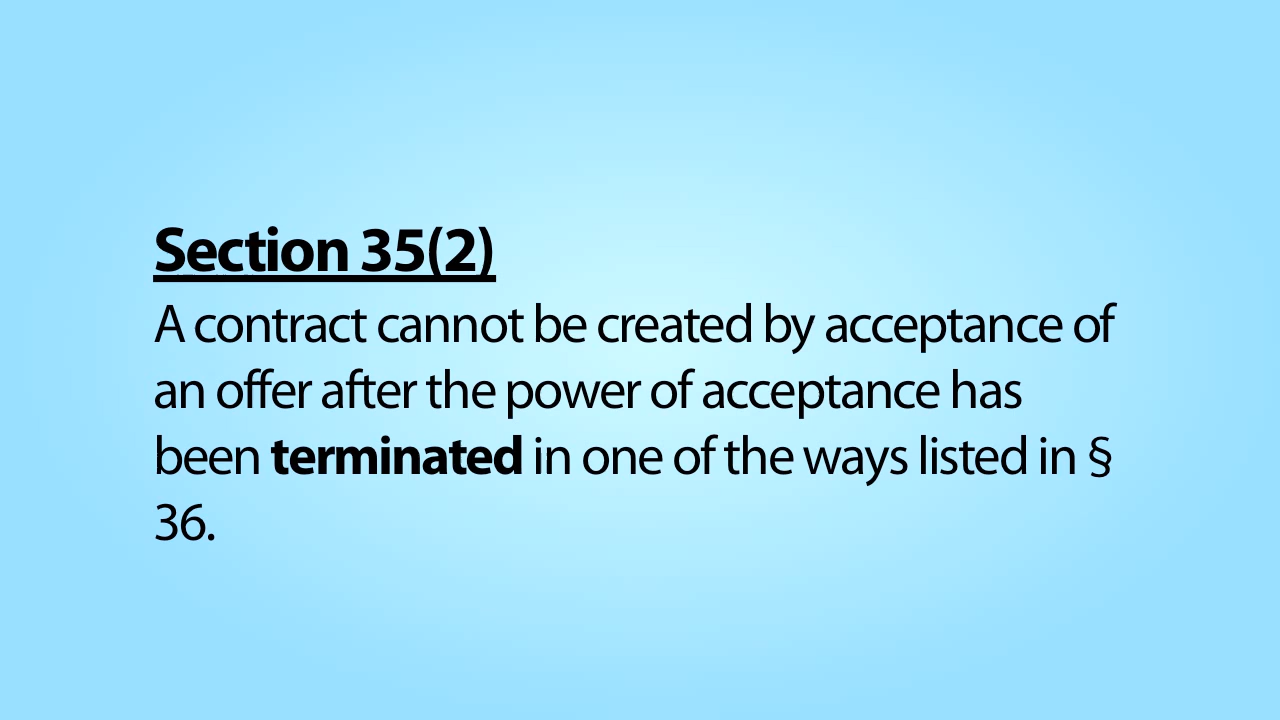 Section 35(2)
A contract cannot be created by acceptance of
an offer after the power of acceptance has
been terminated in one of the ways listed in §
36.